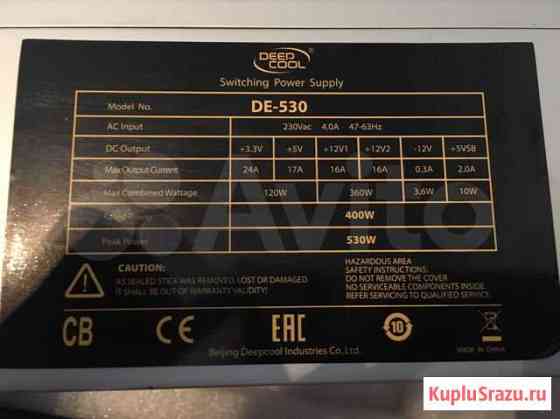 DEEP
COOL
Switching Power Supply
Model No. DE-530
AC Input 230Vac 4.0A 47-63Hz
DC Output +3.3V +5V +12V1 +12V2 -12V +5VSB
Max Output Current 24A 17A 16A 16A 0.3A 2.0A
Max Combined Wattage 120W 360W 3.6W 10W
400W
Peak Power 530W
CAUTION:
AS SEALED STICK WAS REMOVED, LOST OR DAMAGED.
IT SHALL BE OUT OF WARRANTY VALIDITY!
HAZARDOUS AREA
SAFETY INSTRUCTIONS:
DO NOT REMOVE THE COVER
NO SERVICEABLE COMPONENTS INSIDE
REFER SERVICING TO QUALIFIED SERVICE.
CB CE EAC 10
Beijing Deepcool Industries Co., Ltd.
MADE IN CHINA
Avito
KupluSrazu.ru